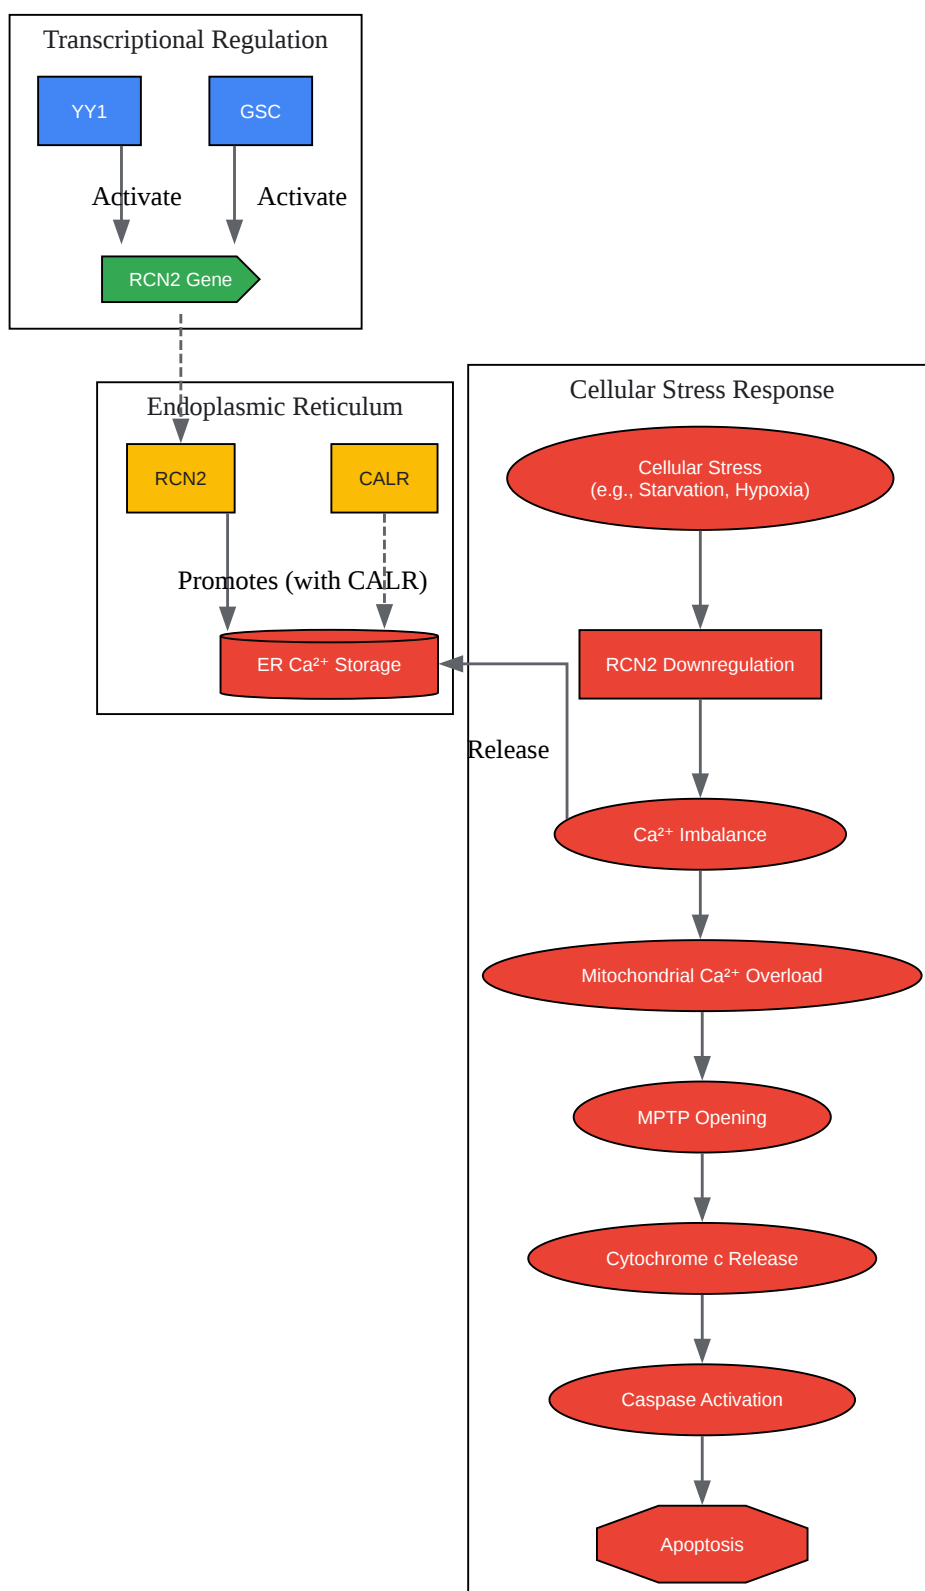 Transcriptional Regulation
YY1
GSC
Activate
Activate
RCN2 Gene
Endoplasmic Reticulum
RCN2
CALR
Promotes (with CALR)
ER Ca²⁺ Storage
Release
Cellular Stress Response
Cellular Stress
(e.g., Starvation, Hypoxia)
RCN2 Downregulation
Ca²⁺ Imbalance
Mitochondrial Ca²⁺ Overload
MPTP Opening
Cytochrome c Release
Caspase Activation
Apoptosis